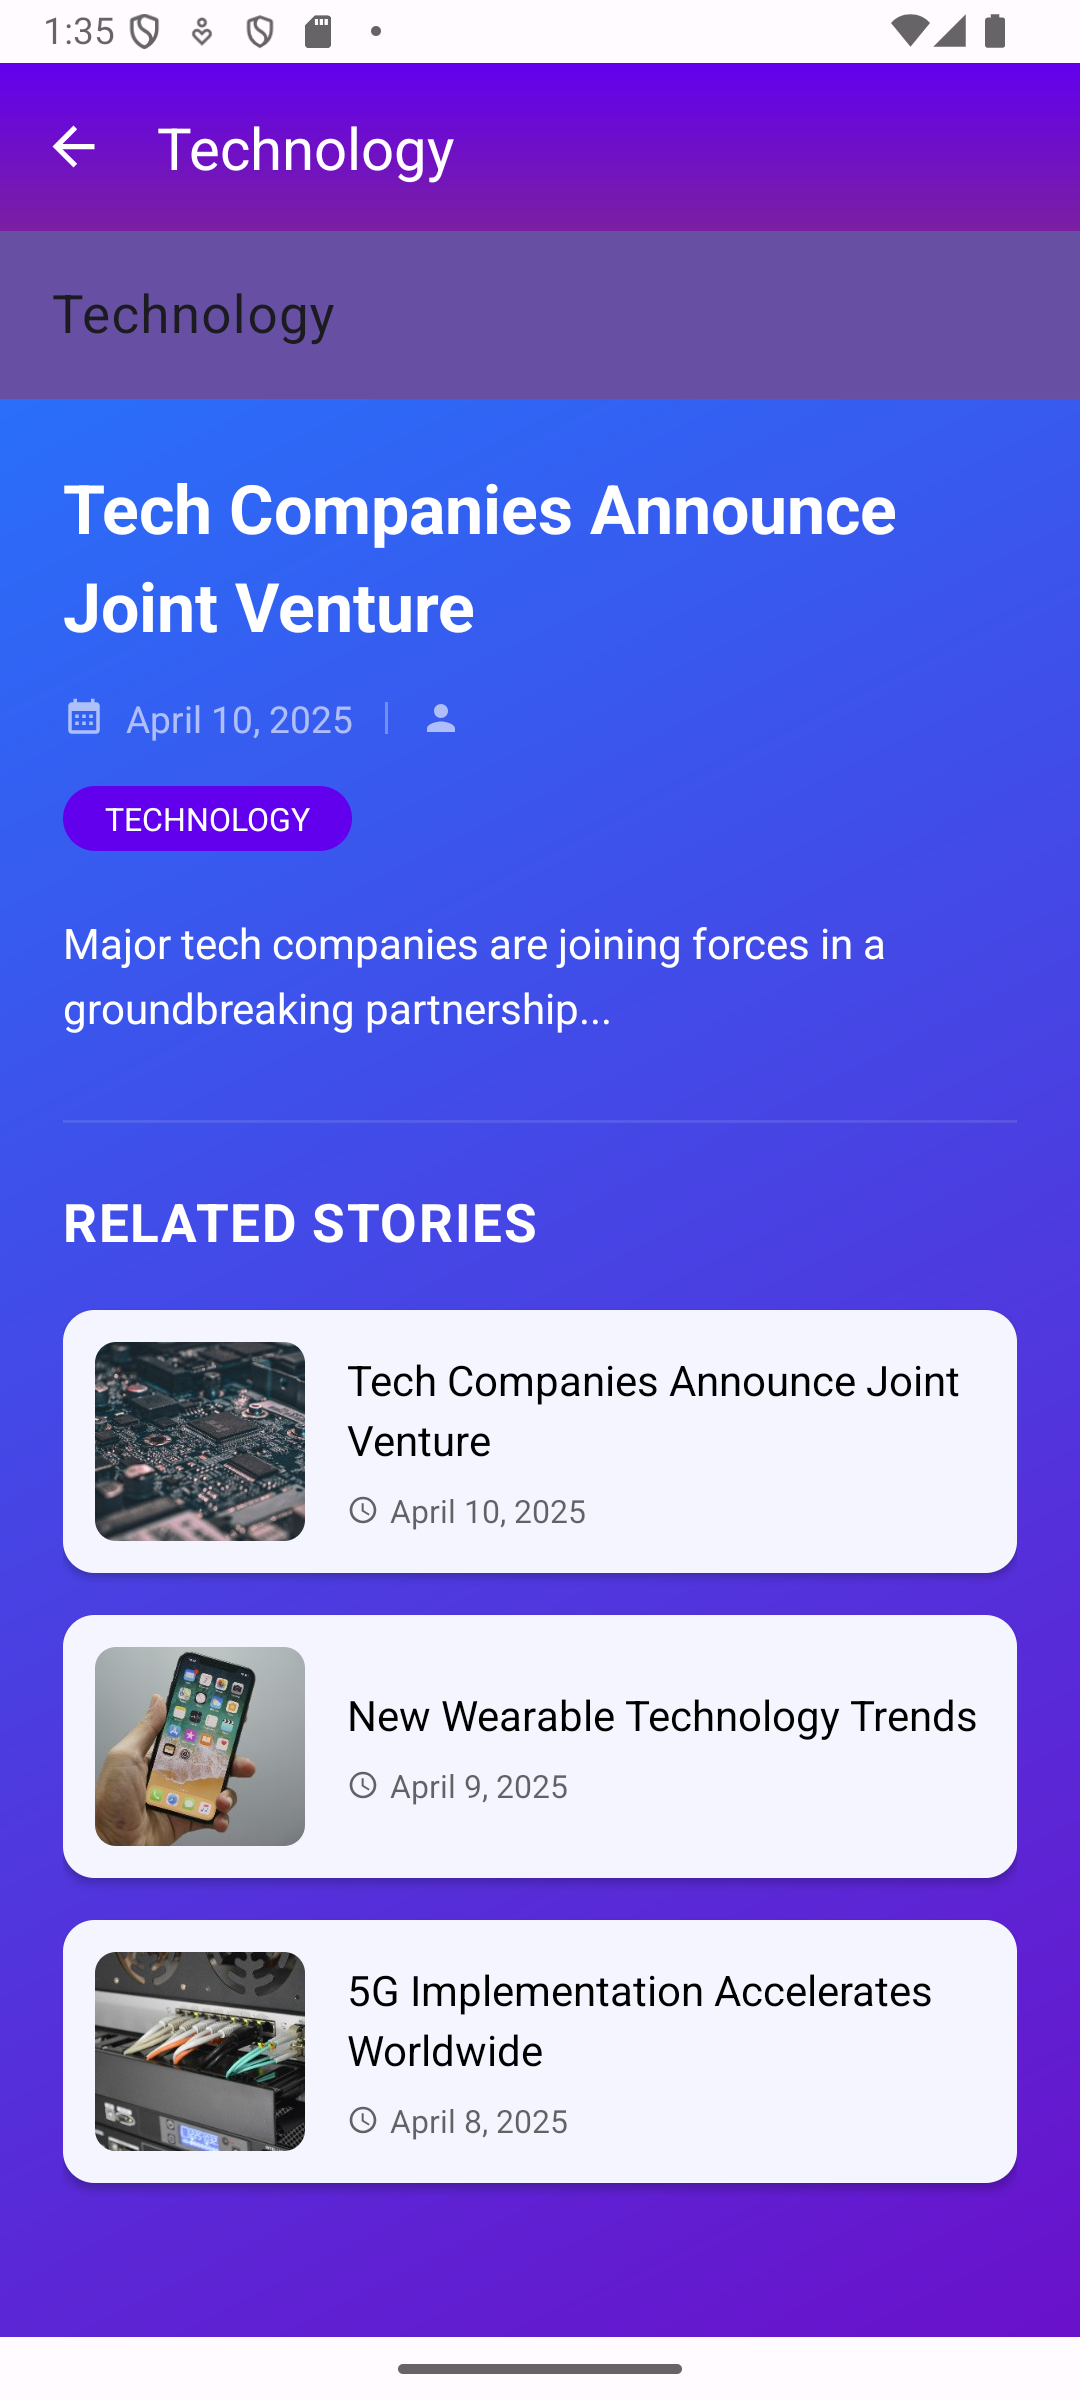 1:35
Technology
Technology
Tech Companies Announce
Joint Venture
April 10, 2025
TECHNOLOGY
Major tech companies are joining forces in a
groundbreaking partnership...
RELATED STORIES
Tech Companies Announce Joint
Venture
April 10, 2025
New Wearable Technology Trends
April 9, 2025
5G Implementation Accelerates
Worldwide
April 8, 2025